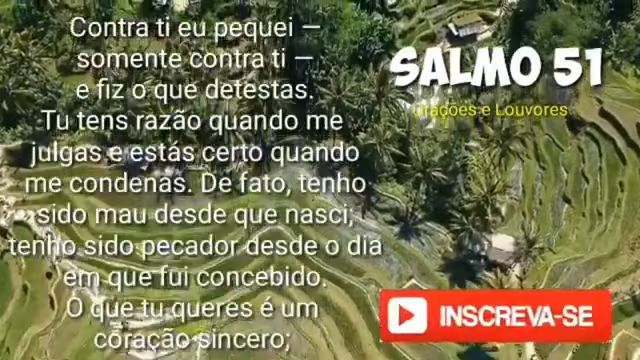 Contra ti eu pequei —
somente contra ti —
e fiz o que detestas.
Tu tens razão quando me
julgas e estás certo quando
me condenas. De fato, tenho
sido mau desde que nasci;
tenho sido pecador desde o dia
em que fui concebido.
O que tu queres é um
coração sincero;
SALMO 51
orações e Louvores
INSCREVA-SE